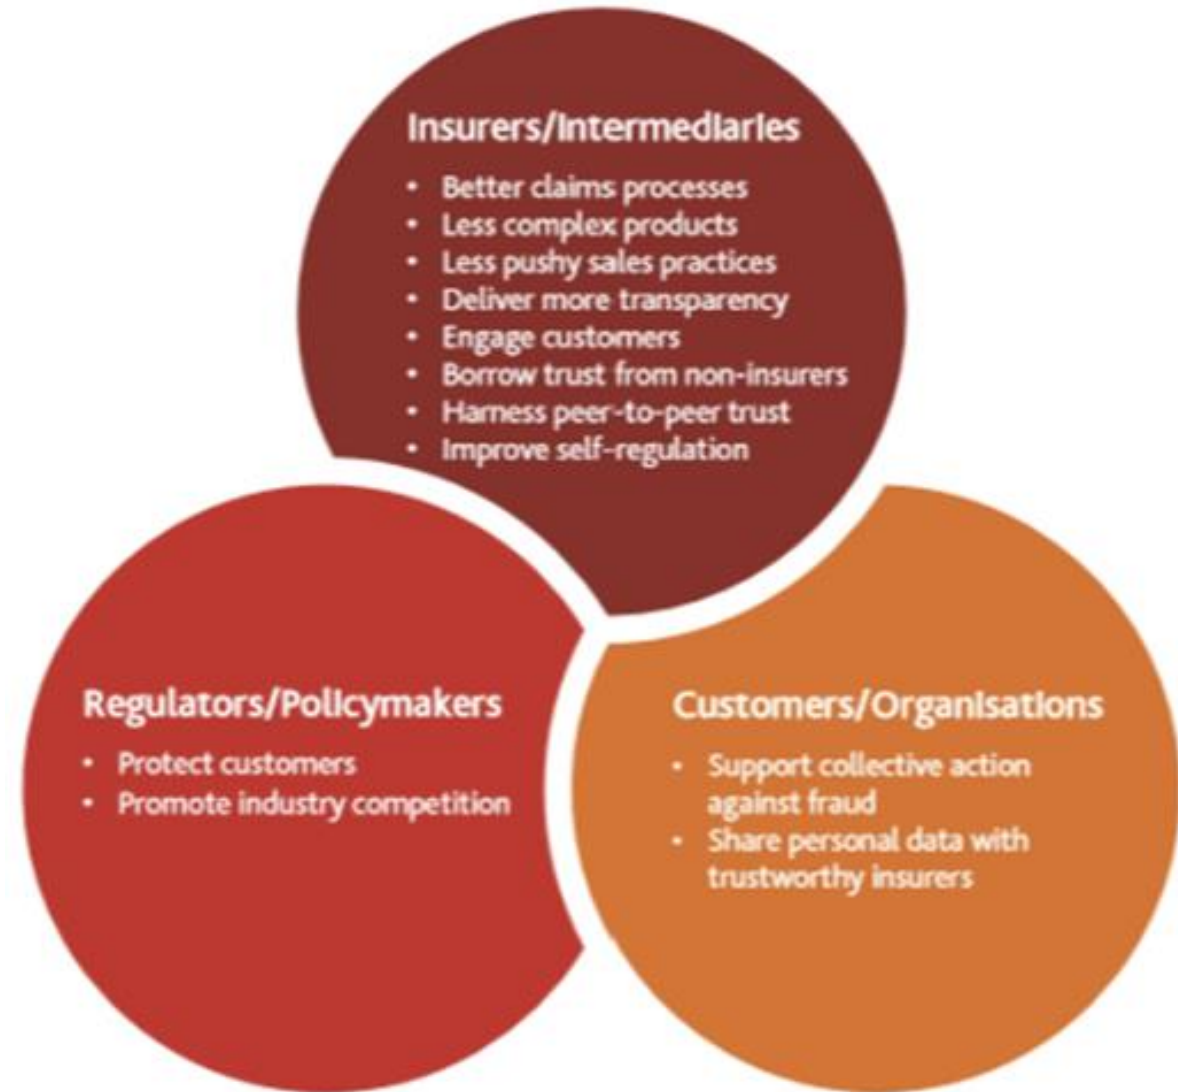 Insurers/Intermediaries
• Better claims processes
• Less complex products
• Less pushy sales practices
• Deliver more transparency
• Engage customers
• Borrow trust from non-insurers
• Harness peer-to-peer trust
• Improve self-regulation
Regulators/Policymakers
• Protect customers
• Promote industry competition
Customers/Organisations
• Support collective action
against fraud
• Share personal data with
trustworthy insurers